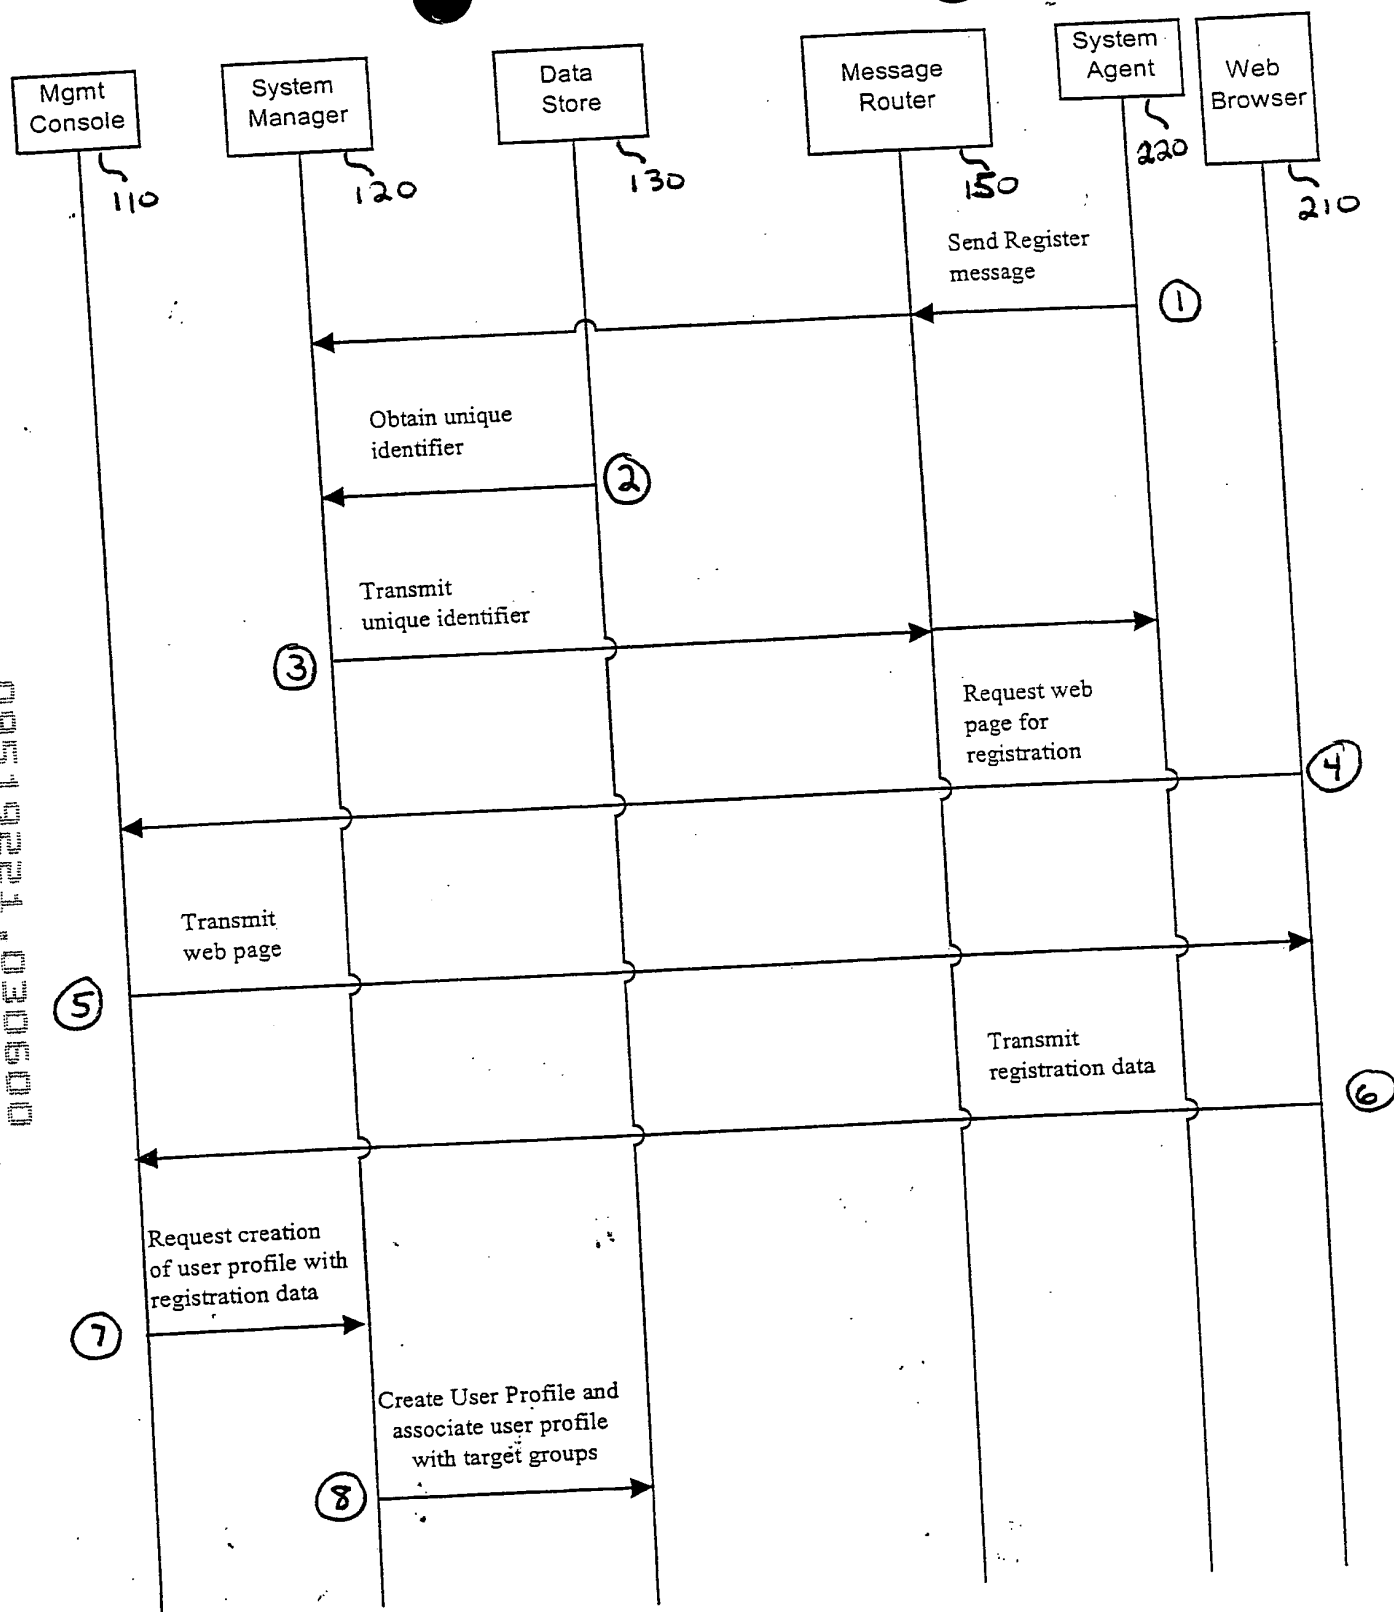 Mgmt
Console
110
System
Manager
120
Data
Store
130
Message
Router
150
System
Agent
220
Web
Browser
210
Send Register
message
1
Obtain unique
identifier
2
Transmit
unique identifier
3
Request web
page for
registration
4
Transmit
web page
5
Transmit
registration data
6
Request creation
of user profile with
registration data
7
Create User Profile and
associate user profile
with target groups
8
09519221.030600